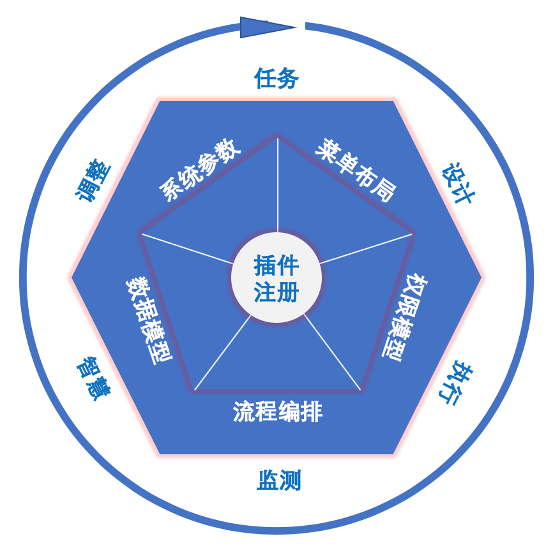 任务
设计
执行
监测
智慧
调整
系统参数
菜单布局
权限模型
流程编排
数据模型
插件
注册